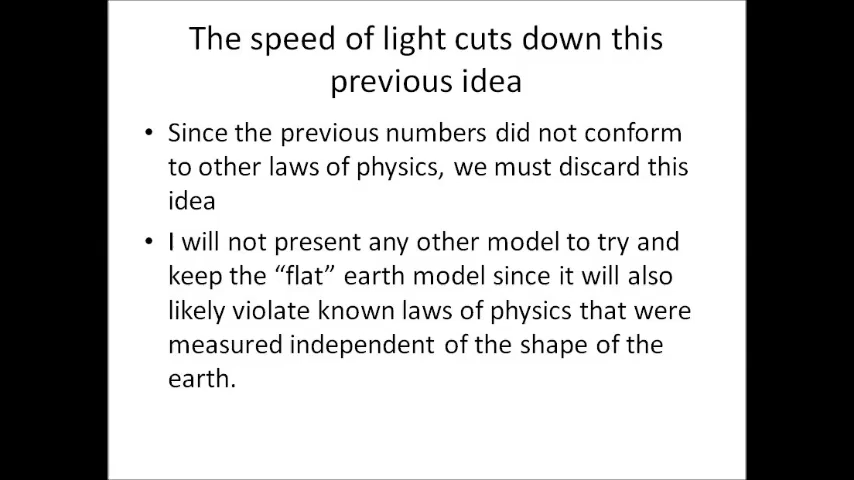 The speed of light cuts down this
previous idea
• Since the previous numbers did not conform
to other laws of physics, we must discard this
idea
• I will not present any other model to try and
keep the “flat” earth model since it will also
likely violate known laws of physics that were
measured independent of the shape of the
earth.